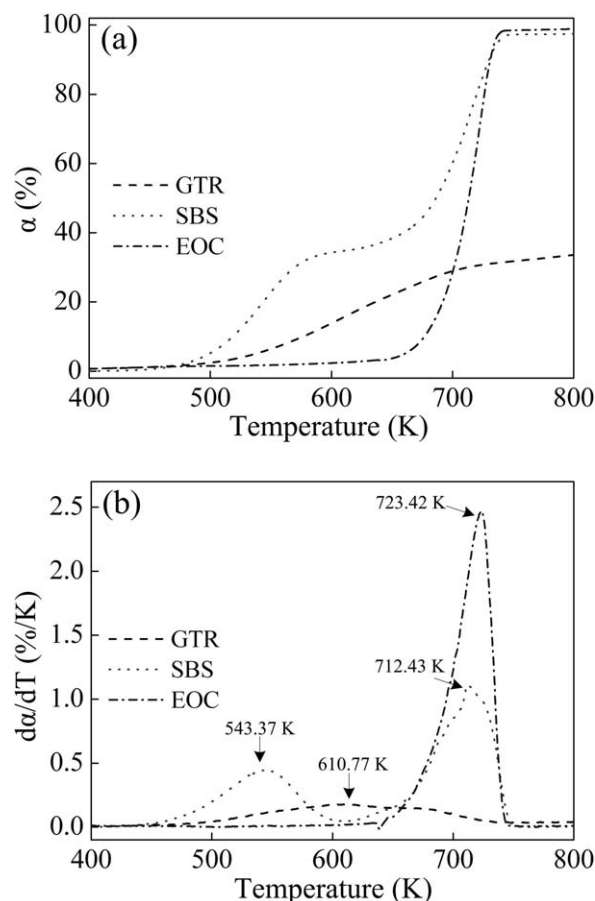 (a)
100
80
60
40
20
0
α (%)
GTR
SBS
EOC
400 500 600 700 800
Temperature (K)
(b)
2.5
2.0
1.5
1.0
0.5
0.0
dα/dT (%/K)
723.42 K
GTR
SBS
EOC
712.43 K
543.37 K
610.77 K
400 500 600 700 800
Temperature (K)